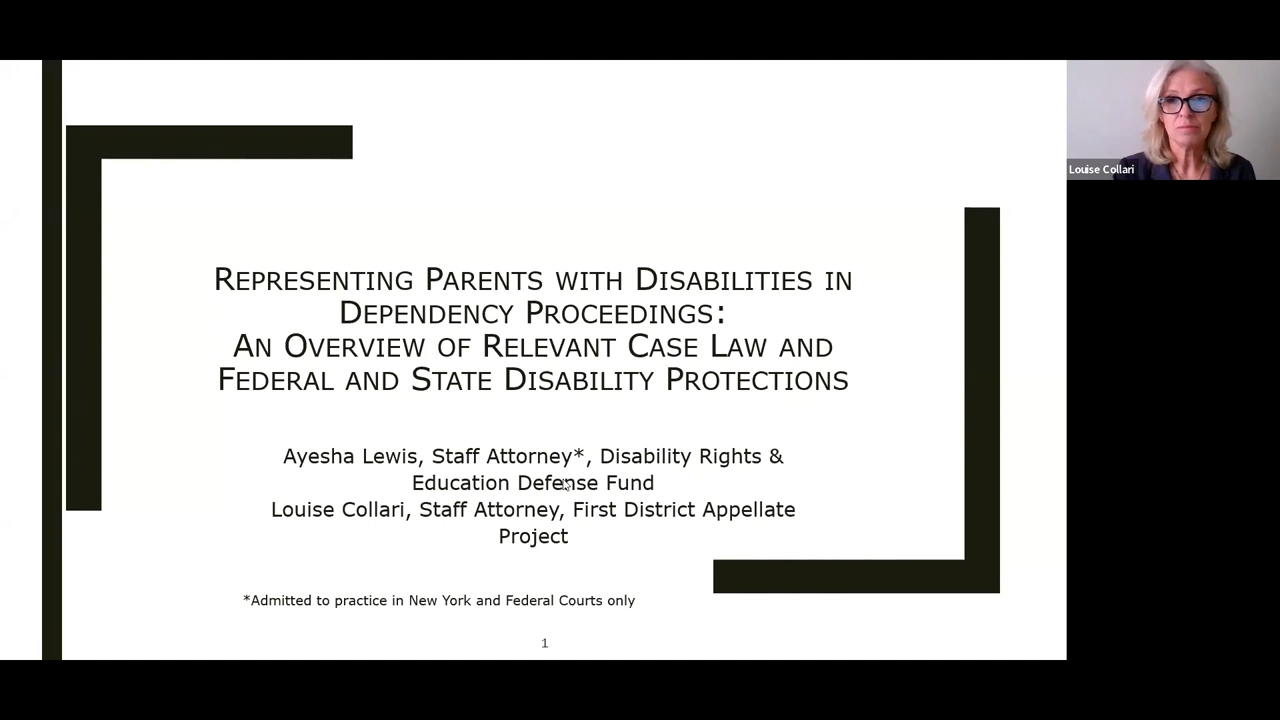 Representing Parents with Disabilities in
Dependency Proceedings:
An Overview of Relevant Case Law and
Federal and State Disability Protections
Ayesha Lewis, Staff Attorney*, Disability Rights &
Education Defense Fund
Louise Collari, Staff Attorney, First District Appellate
Project
*Admitted to practice in New York and Federal Courts only
1
Louise Collari